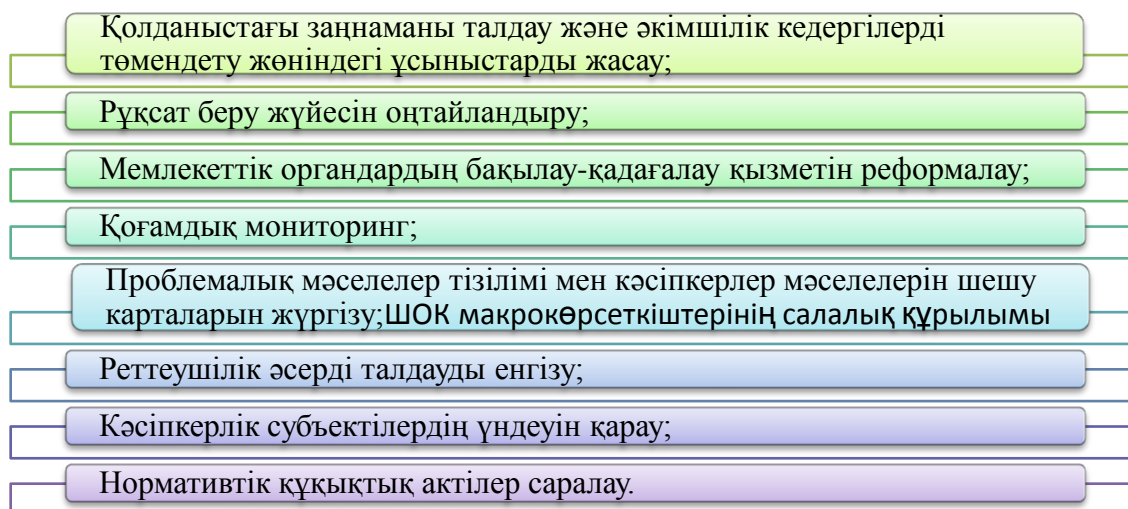 Қолданыстағы заңнаманы талдау және әкімшілік кедергілерді
төмендету жөніндегі ұсыныстарды жасау;
Рұқсат беру жүйесін оңтайландыру;
Мемлекеттік органдардың бақылау-қадағалау қызметін реформалау;
Қоғамдық мониторинг;
Проблемалық мәселелер тізілімі мен кәсіпкерлер мәселелерін шешу
карталарын жүргізу;ШОК макрокөрсеткіштерінің салалық құрылымы
Реттеушілік әсерді талдауды енгізу;
Кәсіпкерлік субъектілердің үндеуін қарау;
Нормативтік құқықтық актілер саралау.